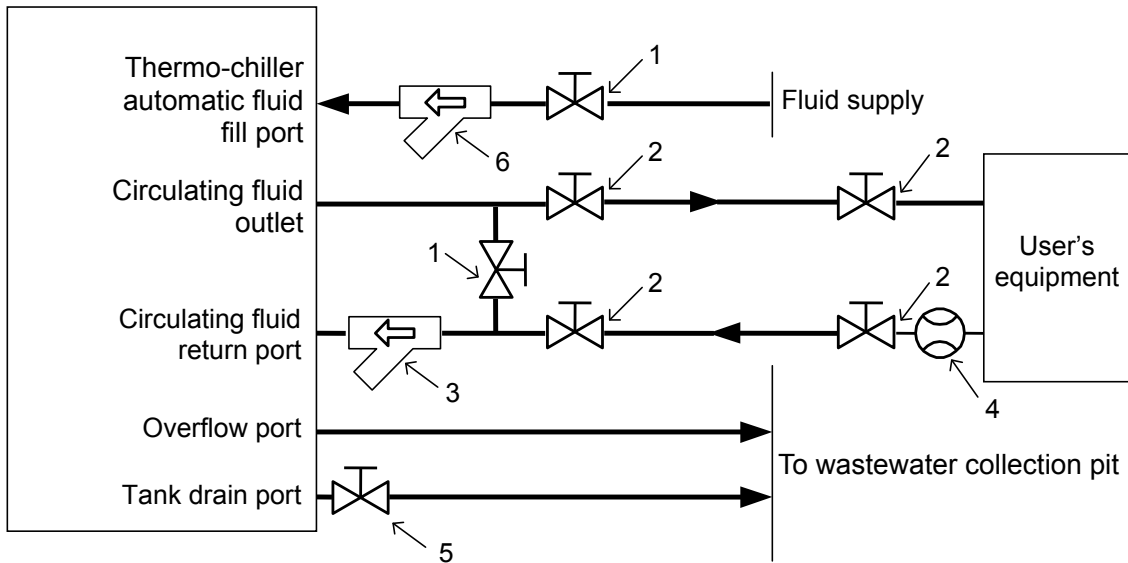 Thermo-chiller
automatic fluid
fill port
1
Fluid supply
6
Circulating fluid
outlet
2
2
User's
equipment
1
Circulating fluid
return port
2
2
3
4
Overflow port
To wastewater collection pit
Tank drain port
5